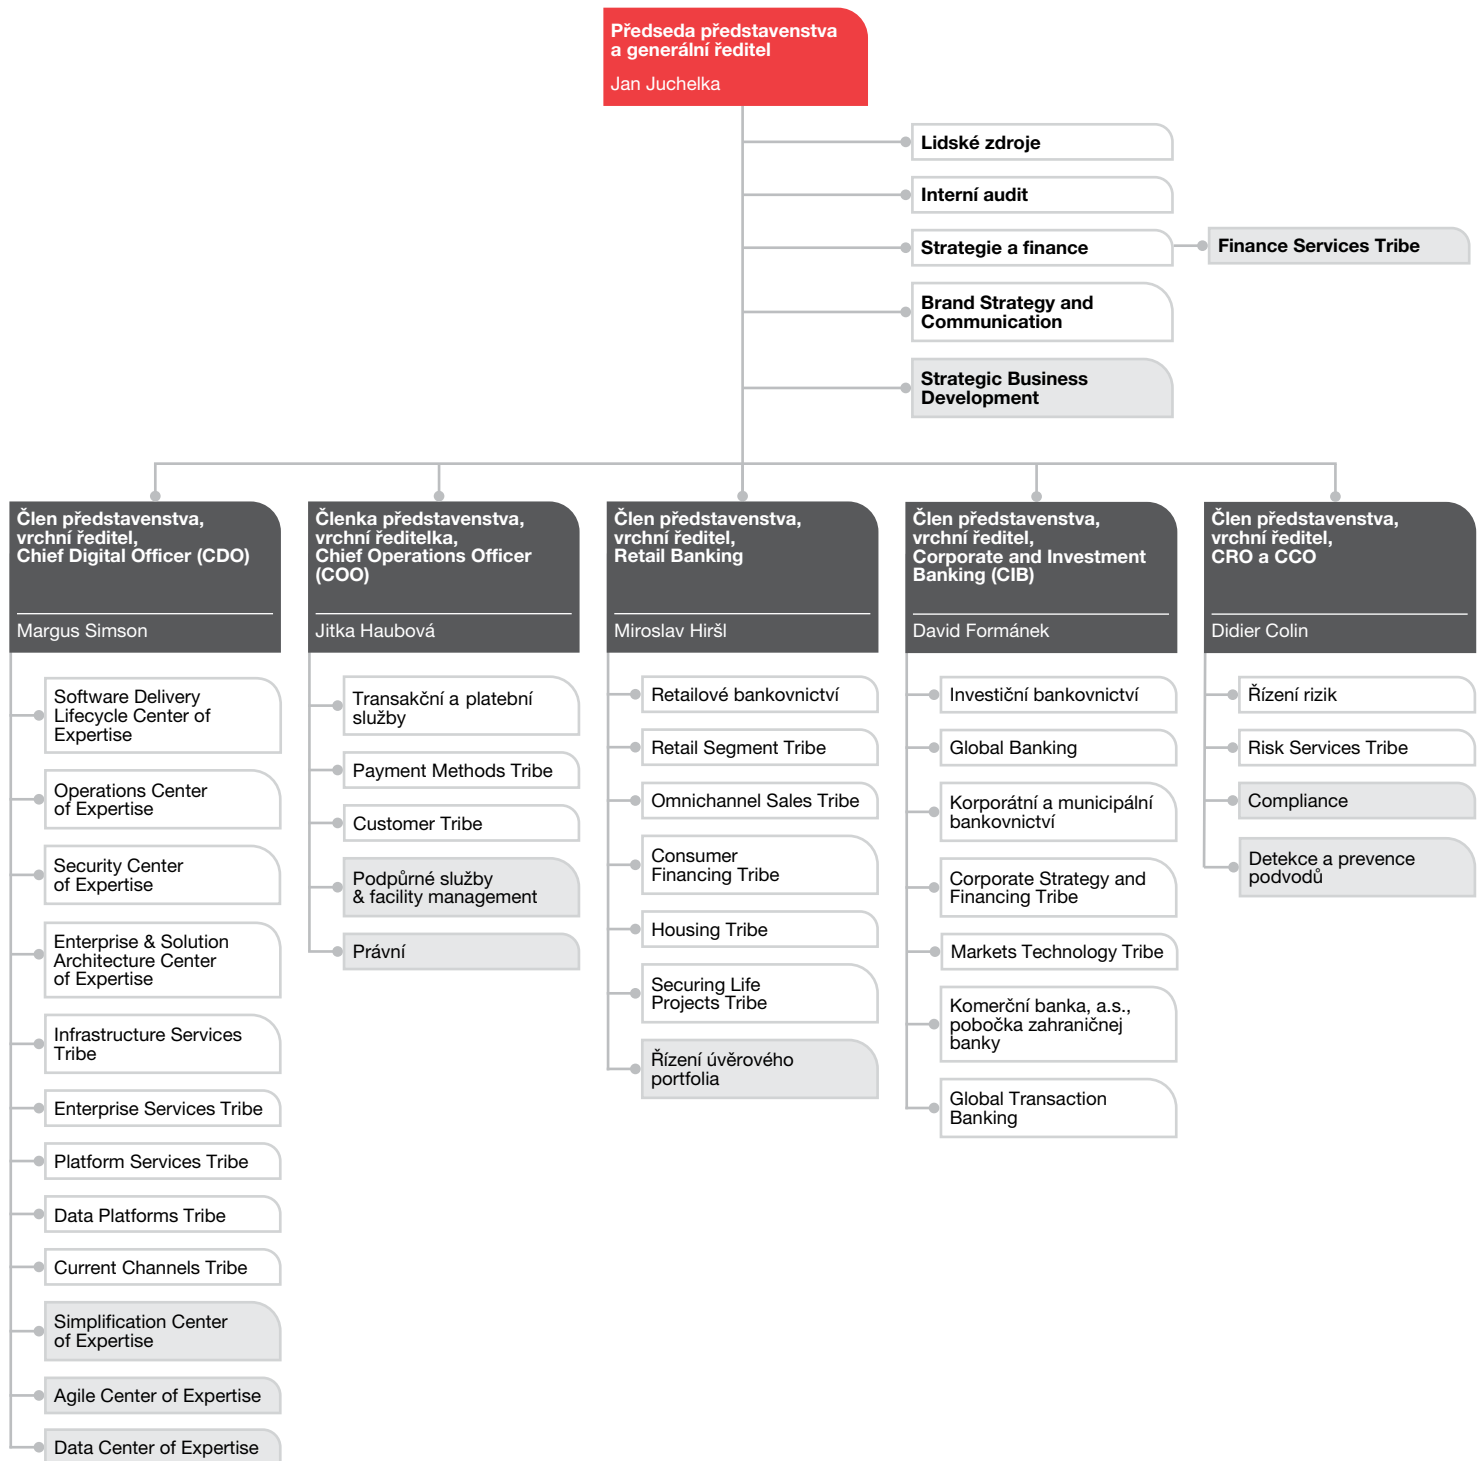 Předseda představenstva
a generální ředitel
Jan Juchelka
Lidské zdroje
Interní audit
Strategie a finance
Finance Services Tribe
Brand Strategy and
Communication
Strategic Business
Development
Člen představenstva,
vrchní ředitel,
Chief Digital Officer (CDO)
Margus Simson
Software Delivery
Lifecycle Center of
Expertise
Operations Center
of Expertise
Security Center
of Expertise
Enterprise & Solution
Architecture Center
of Expertise
Infrastructure Services
Tribe
Enterprise Services Tribe
Platform Services Tribe
Data Platforms Tribe
Current Channels Tribe
Simplification Center
of Expertise
Agile Center of Expertise
Data Center of Expertise
Členka představenstva,
vrchní ředitelka,
Chief Operations Officer
(COO)
Jitka Haubová
Transakční a platební
služby
Payment Methods Tribe
Customer Tribe
Podpůrné služby
& facility management
Právní
Člen představenstva,
vrchní ředitel,
Retail Banking
Miroslav Hiršl
Retailové bankovnictví
Retail Segment Tribe
Omnichannel Sales Tribe
Consumer
Financing Tribe
Housing Tribe
Securing Life
Projects Tribe
Řízení úvěrového
portfolia
Člen představenstva,
vrchní ředitel,
Corporate and Investment
Banking (CIB)
David Formánek
Investiční bankovnictví
Global Banking
Korporátní a municipální
bankovnictví
Corporate Strategy and
Financing Tribe
Markets Technology Tribe
Komerční banka, a.s.,
pobočka zahraničnej
banky
Global Transaction
Banking
Člen představenstva,
vrchní ředitel,
CRO a CCO
Didier Colin
Řízení rizik
Risk Services Tribe
Compliance
Detekce a prevence
podvodů